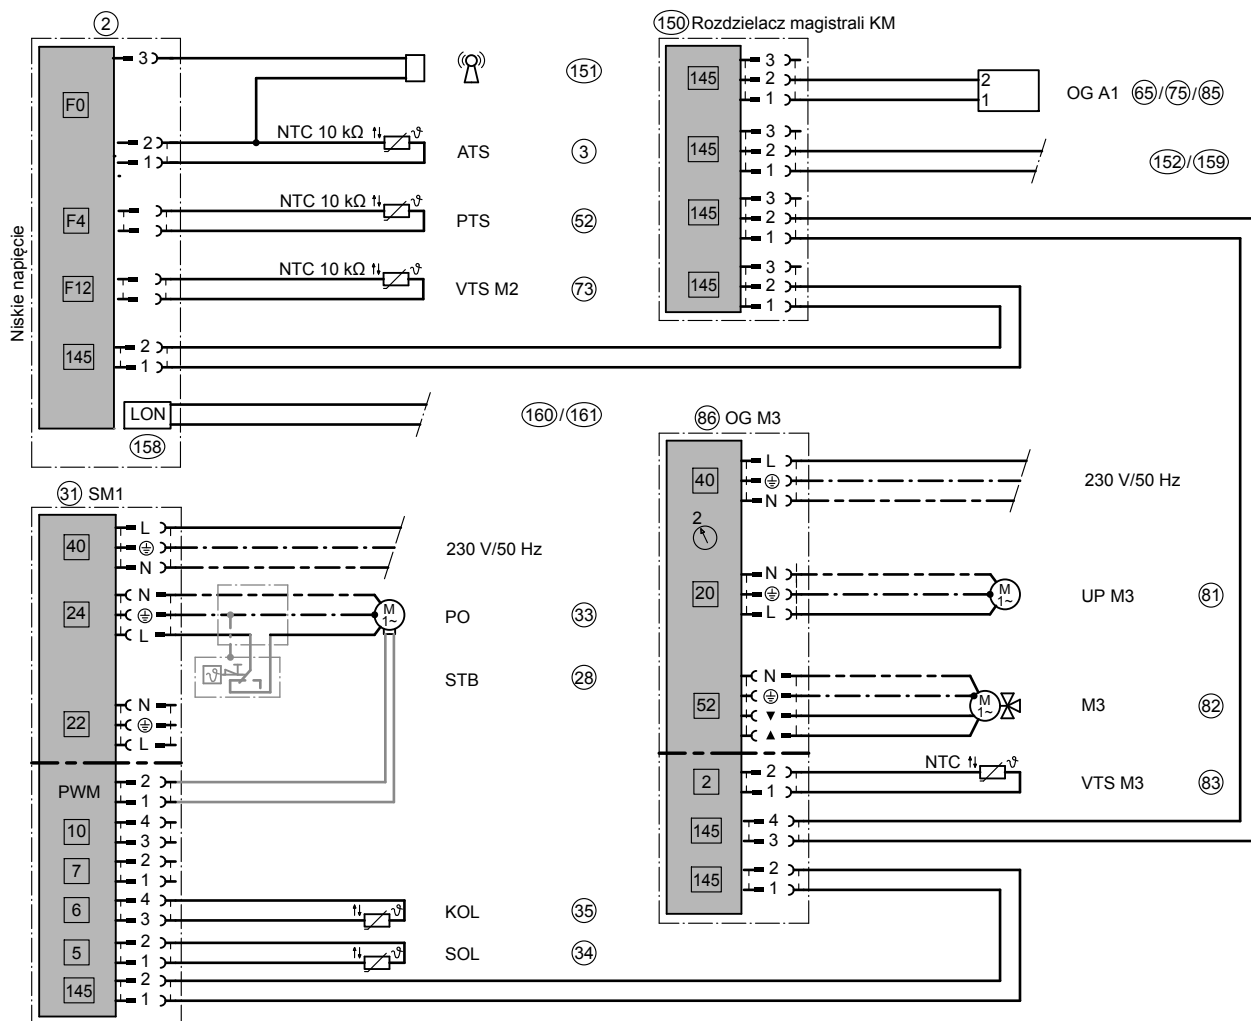 2
Niskie napięcie
F0
3
151
2
NTC 10 kΩ ϑ
1
ATS 3
F4
NTC 10 kΩ ϑ
PTS 52
F12
NTC 10 kΩ ϑ
VTS M2 73
145
2
1
LON
158
160/161
150 Rozdzielacz magistrali KM
145
3
2
1
2
1
OG A1 65/75/85
145
3
2
1
152/159
145
3
2
1
145
3
2
1
31 SM1
40
L
N
230 V/50 Hz
24
N
L
M
1~
PO 33
ϑ
STB 28
22
N
L
PWM
2
1
10
4
3
7
2
1
6
4
3
ϑ
KOL 35
5
2
1
ϑ
SOL 34
145
2
1
86 OG M3
40
L
N
230 V/50 Hz
2
20
N
L
M
1~
UP M3 81
52
N
▼
▲
M
1~
M3 82
2
2
1
NTC ϑ
VTS M3 83
145
4
3
145
2
1